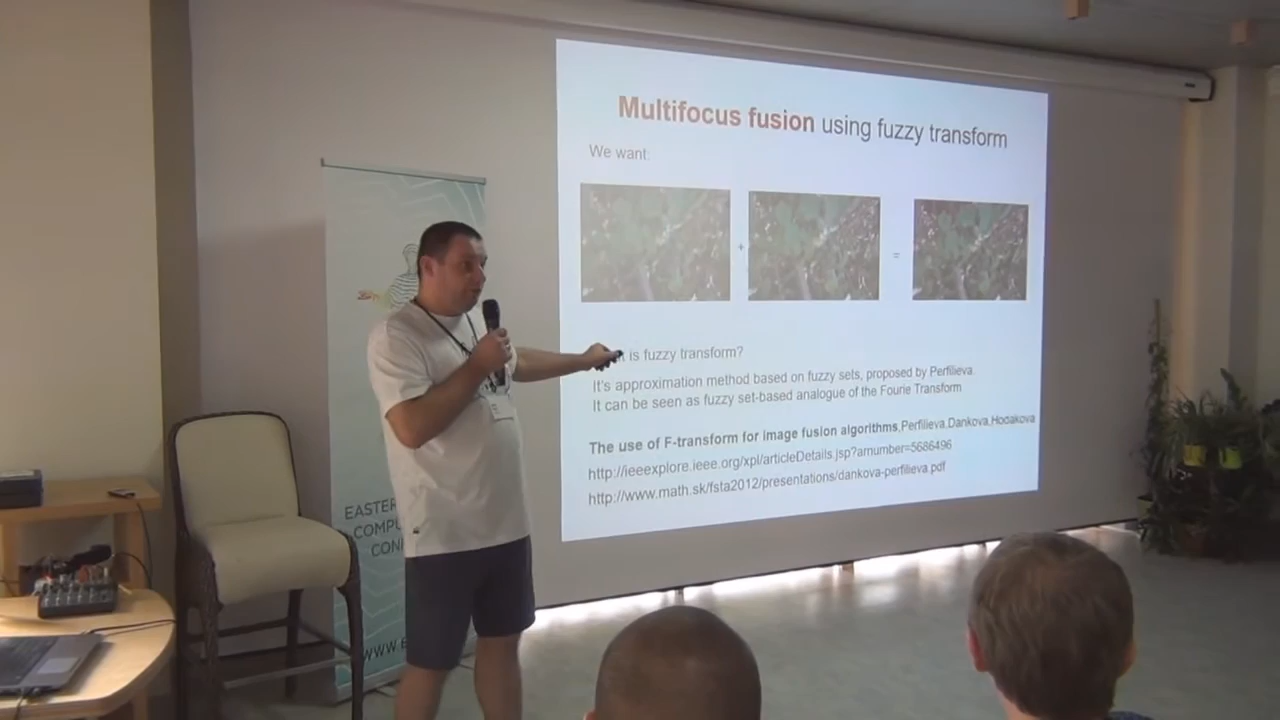 Multifocus fusion using fuzzy transform
We want:
+
=
is fuzzy transform?
It's approximation method based on fuzzy sets, proposed by Perfilieva
It can be seen as fuzzy set-based analogue of the Fourie Transform
The use of F-transform for image fusion algorithms,Perfilieva,Dankova,Hodakova
http://ieeexplore.ieee.org/xpl/articleDetails.jsp?arnumber=5686496
http://www.math.sk/fsta2012/presentations/dankova-perfilieva.pdf
EASTER
COMPU
CON
WWW.E